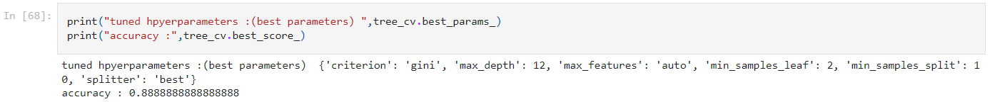 In [68]:
print("tuned hpyerparameters :(best parameters) ",tree_cv.best_params_)
print("accuracy :",tree_cv.best_score_)
tuned hpyerparameters :(best parameters)  {'criterion': 'gini', 'max_depth': 12, 'max_features': 'auto', 'min_samples_leaf': 2, 'min_samples_split': 1
0, 'splitter': 'best'}
accuracy : 0.8888888888888888